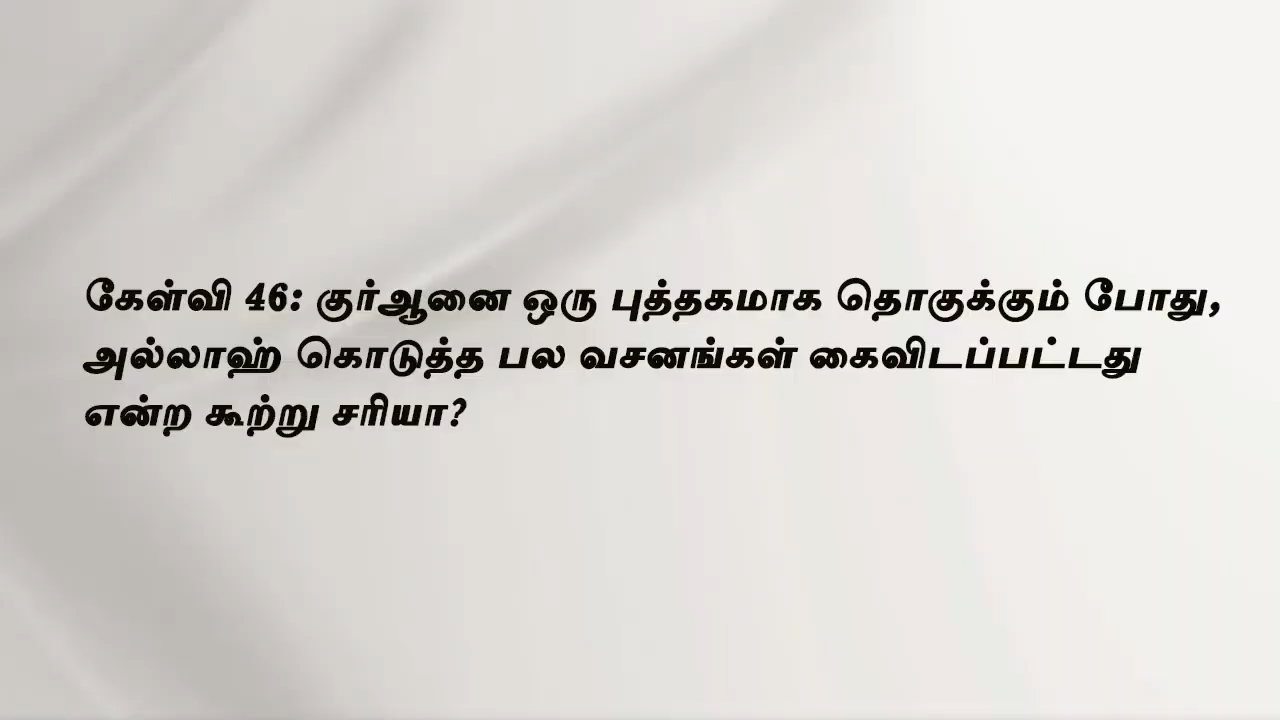 கேள்வி 46: குர்ஆனை ஒரு புத்தகமாக தொகுக்கும் போது,
அல்லாஹ் கொடுத்த பல வசனங்கள் கைவிடப்பட்டது
என்ற கூற்று சரியா?